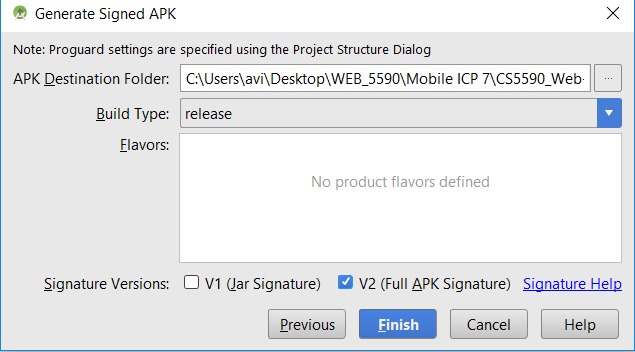 Generate Signed APK
Note: Proguard settings are specified using the Project Structure Dialog
APK Destination Folder: C:\Users\avi\Desktop\WEB_5590\Mobile ICP 7\CS5590_Web- ...
Build Type: release
Flavors:
No product flavors defined
Signature Versions: V1 (Jar Signature) V2 (Full APK Signature) Signature Help
Previous Finish Cancel Help